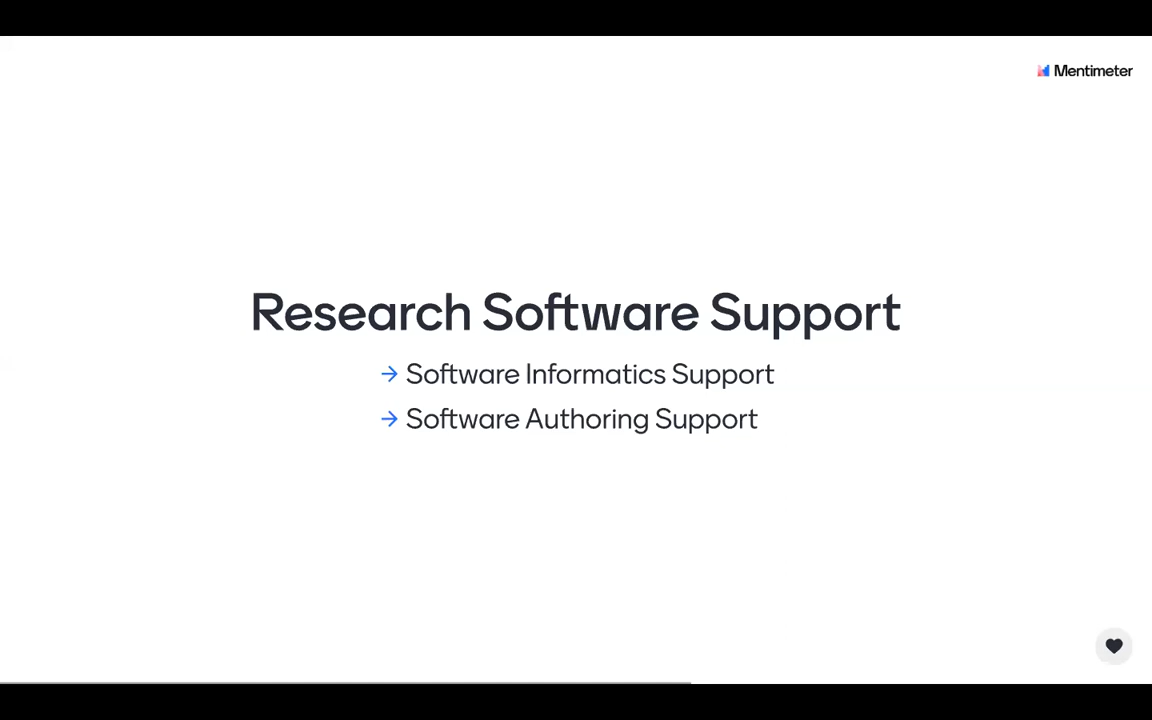 Mentimeter
Research Software Support
→ Software Informatics Support
→ Software Authoring Support